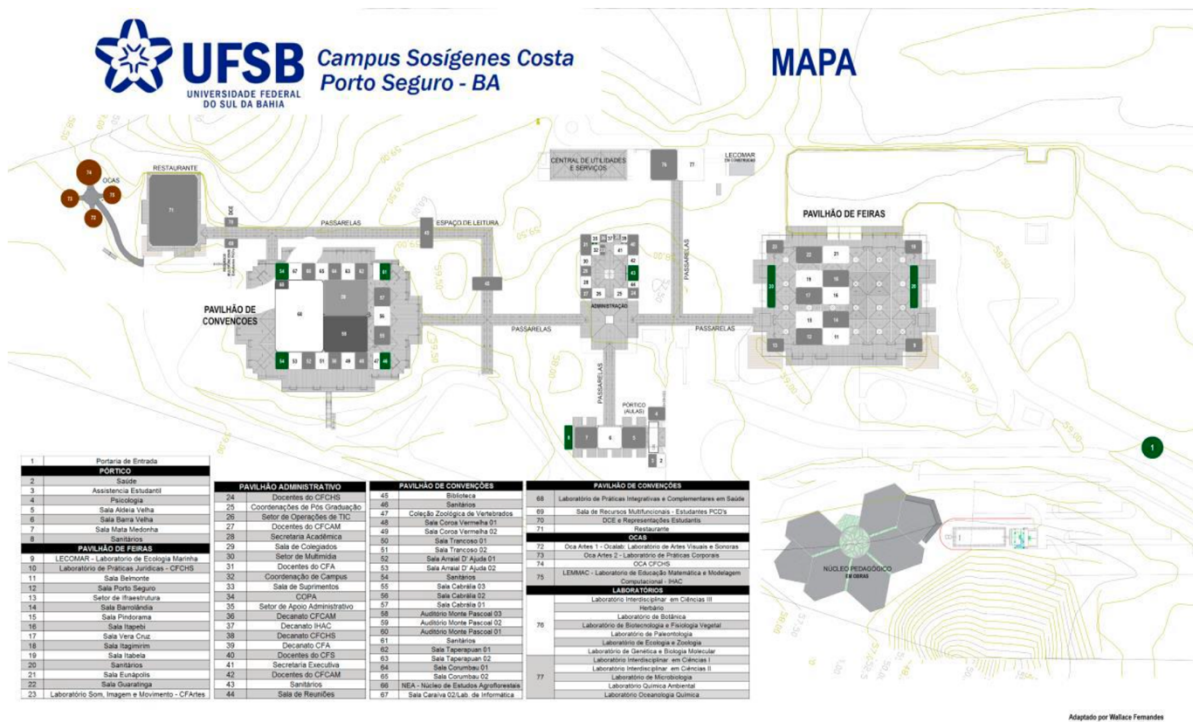 UFSB
UNIVERSIDADE FEDERAL
DO SUL DA BAHIA
Campus Sosígenes Costa
Porto Seguro - BA
MAPA
RESTAURANTE
OCAS
74
71
DCE
PASSARELAS
ESPAÇO DE LEITURA
CENTRAL DE UTILIDADES
E SERVIÇOS
76
77
LECOMAR
PAVILHÃO DE FEIRAS
PAVILHÃO DE
CONVENCOES
ADMINISTRAÇÃO
PASSARELAS
PASSARELAS
PASSARELAS
PASSARELAS
PÓRTICO
(AULAS)
1
NÚCLEO PEDAGÓGICO
EM OBRAS
1 Portaria de Entrada
PÓRTICO
2 Saúde
3 Assistencia Estudantil
4 Psicologia
5 Sala Aldeia Velha
6 Sala Barra Velha
7 Sala Mata Medonha
8 Sanitários
PAVILHÃO DE FEIRAS
9 LECOMAR - Laboratorio de Ecologia Marinha
10 Laboratório de Práticas Jurídicas - CFCHS
11 Sala Belmonte
12 Sala Porto Seguro
13 Setor de Ifraestrutura
14 Sala Barrolândia
15 Sala Pindorama
16 Sala Itapebi
17 Sala Vera Cruz
18 Sala Itagimirim
19 Sala Itabela
20 Sanitários
21 Sala Eunápolis
22 Sala Guaratinga
23 Laboratório Som, Imagem e Movimento - CFArtes
PAVILHÃO ADMINISTRATIVO
24 Docentes do CFCHS
25 Coordenações de Pós Graduação
26 Setor de Operações de TIC
27 Docentes do CFCAM
28 Secretaria Acadêmica
29 Sala de Colegiados
30 Setor de Multimídia
31 Docentes do CFA
32 Coordenação de Campus
33 Sala de Suprimentos
34 COPA
35 Setor de Apoio Administrativo
36 Decanato CFCAM
37 Decanato IHAC
38 Decanato CFCHS
39 Decanato CFA
40 Docentes do CFS
41 Secretaria Executiva
42 Docentes do CFCAM
43 Sanitários
44 Sala de Reuniões
PAVILHÃO DE CONVENÇÕES
45 Biblioteca
46 Sanitários
47 Coleção Zoológica de Vertebrados
48 Sala Coroa Vermelha 01
49 Sala Coroa Vermelha 02
50 Sala Trancoso 01
51 Sala Trancoso 02
52 Sala Arraial D' Ajuda 01
53 Sala Arraial D' Ajuda 02
54 Sanitários
55 Sala Cabrália 03
56 Sala Cabrália 02
57 Sala Cabrália 01
58 Auditório Monte Pascoal 03
59 Auditório Monte Pascoal 02
60 Auditório Monte Pascoal 01
61 Sanitários
62 Sala Taperapuan 01
63 Sala Taperapuan 02
64 Sala Corumbau 01
65 Sala Corumbau 02
66 NEA - Núcleo de Estudos Agroflorestais
67 Sala Caraíva 02/Lab. de Informática
PAVILHÃO DE CONVENÇÕES
68 Laboratório de Práticas Integrativas e Complementares em Saúde
69 Sala de Recursos Multifuncionais - Estudantes PCD's
70 DCE e Representações Estudantis
71 Restaurante
OCAS
72 Oca Artes 1 - Ocalab: Laboratório de Artes Visuais e Sonoras
73 Oca Artes 2 - Laboratório de Práticas Corporais
74 OCA CFCHS
75 LEMMAC - Laboratorio de Educação Matemática e Modelagem
Computacional - IHAC
LABORATÓRIOS
76 Laboratório Interdisciplinar em Ciências III
Herbário
Laboratório de Botânica
Laboratório de Biotecnologia e Fisiologia Vegetal
Laboratório de Paleontologia
Laboratório de Ecologia e Zoologia
Laboratório de Genética e Biologia Molecular
77 Laboratório Interdisciplinar em Ciências I
Laboratório Interdisciplinar em Ciências II
Laboratório de Microbiologia
Laboratório Química Ambiental
Laboratório Oceanologia Química
Adaptado por Wallace Fernandes